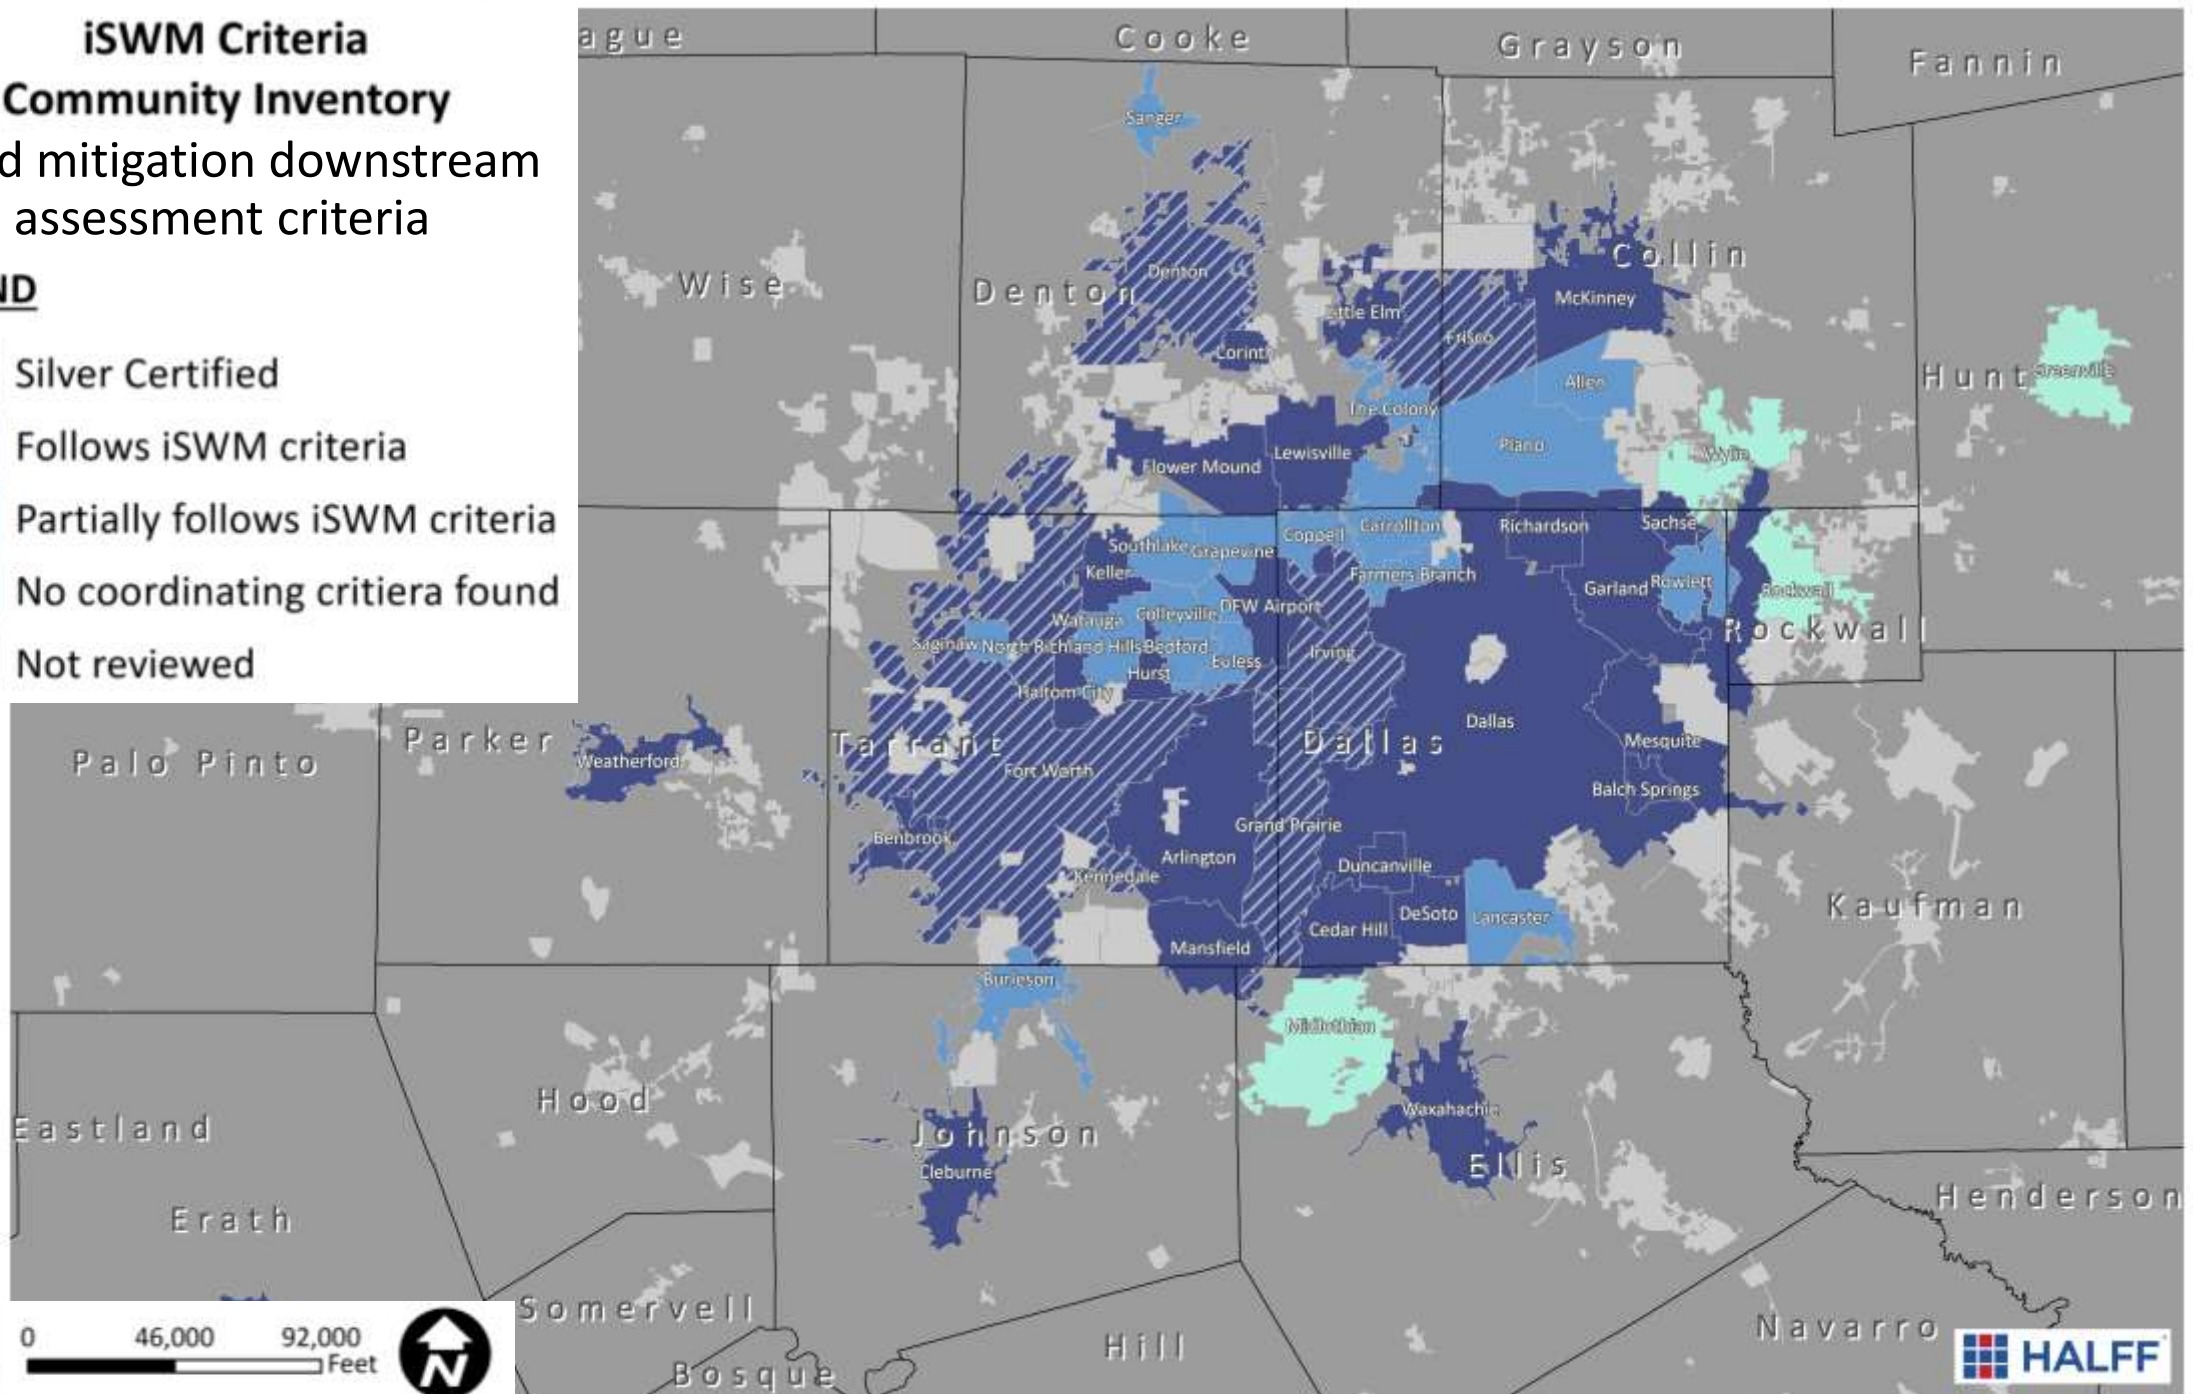 iSWM Criteria
Community Inventory
d mitigation downstream
assessment criteria
ND
Silver Certified
Follows iSWM criteria
Partially follows iSWM criteria
No coordinating critiera found
Not reviewed
ague
Cooke
Grayson
Fannin
Sanger
Wise
Denton
Denton
Collin
McKinney
Little Elm
Frisco
Corinth
Hunt
Greenville
Allen
The Colony
Plano
Wylie
Flower Mound
Lewisville
Southlake
Grapevine
Coppell
Carrollton
Richardson
Sachse
Keller
Farmers Branch
Garland
Rowlett
Rockwall
Rockwall
Watauga
Colleyville
DFW Airport
Saginaw
North Richland Hills
Bedford
Euless
Irving
Hurst
Haltom City
Palo Pinto
Parker
Weatherford
Tarrant
Fort Worth
Dallas
Dallas
Mesquite
Balch Springs
Benbrook
Grand Prairie
Arlington
Kennedale
Duncanville
DeSoto
Lancaster
Cedar Hill
Mansfield
Kaufman
Burleson
Midlothian
Eastland
Hood
Johnson
Cleburne
Waxahachie
Ellis
Henderson
Erath
Somervell
Bosque
Hill
Navarro
0 46,000 92,000
Feet
N
HALFF